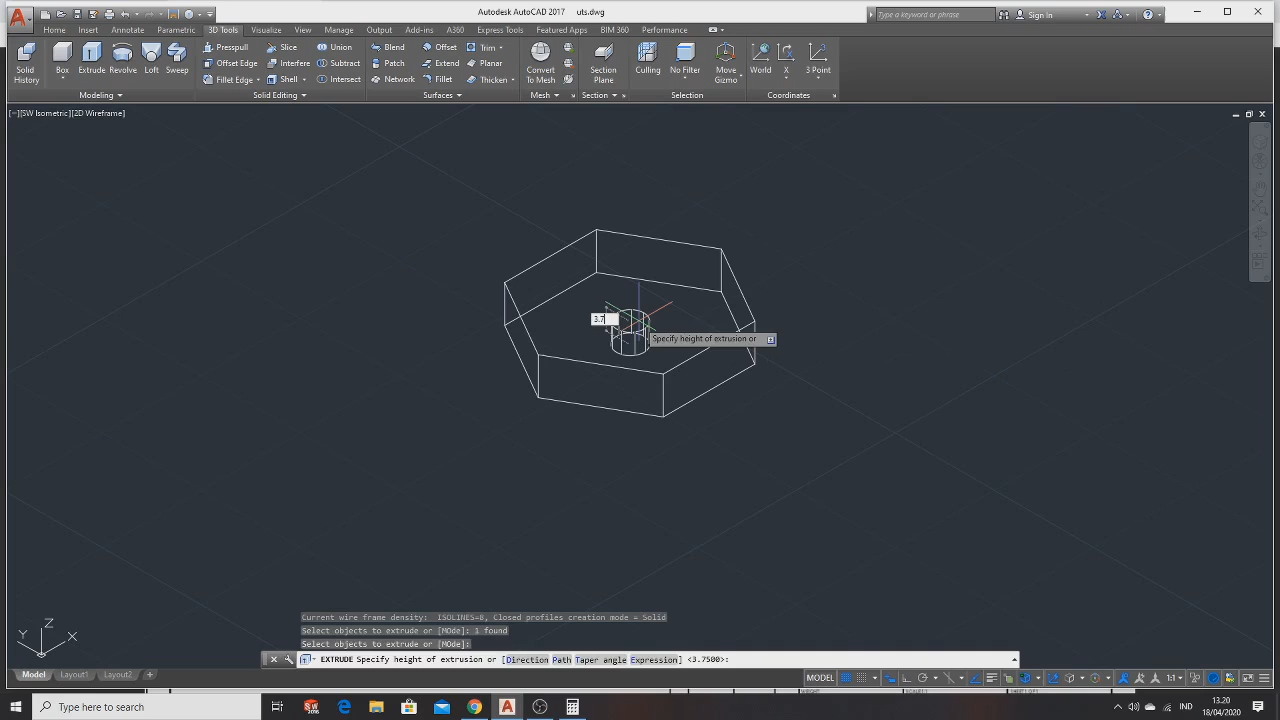 Autodesk AutoCAD 2017 uts.dwg
Type a keyword or phrase
Sign In
Home Insert Annotate Parametric 3D Tools Visualize View Manage Output Add-ins A360 Express Tools Featured Apps BIM 360 Performance
Solid History
Box
Extrude
Revolve
Loft
Sweep
Presspull
Offset Edge
Fillet Edge
Slice
Interfere
Shell
Union
Subtract
Intersect
Blend
Patch
Network
Offset
Extend
Fillet
Trim
Planar
Thicken
Convert To Mesh
Section Plane
Culling
No Filter
Move Gizmo
World
X
3 Point
Modeling
Solid Editing
Surfaces
Mesh
Section
Selection
Coordinates
[−][SW Isometric][2D Wireframe]
3.7
Specify height of extrusion or
Z
Y
X
Current wire frame density: ISOLINES=8, Closed profiles creation mode = Solid
Select objects to extrude or [MOde]: 1 found
Select objects to extrude or [MOde]:
EXTRUDE Specify height of extrusion or [Direction Path Taper angle Expression] <3.7500>:
Model Layout1 Layout2 +
MODEL
1:1
Type here to search
IND
13.20
18/04/2020